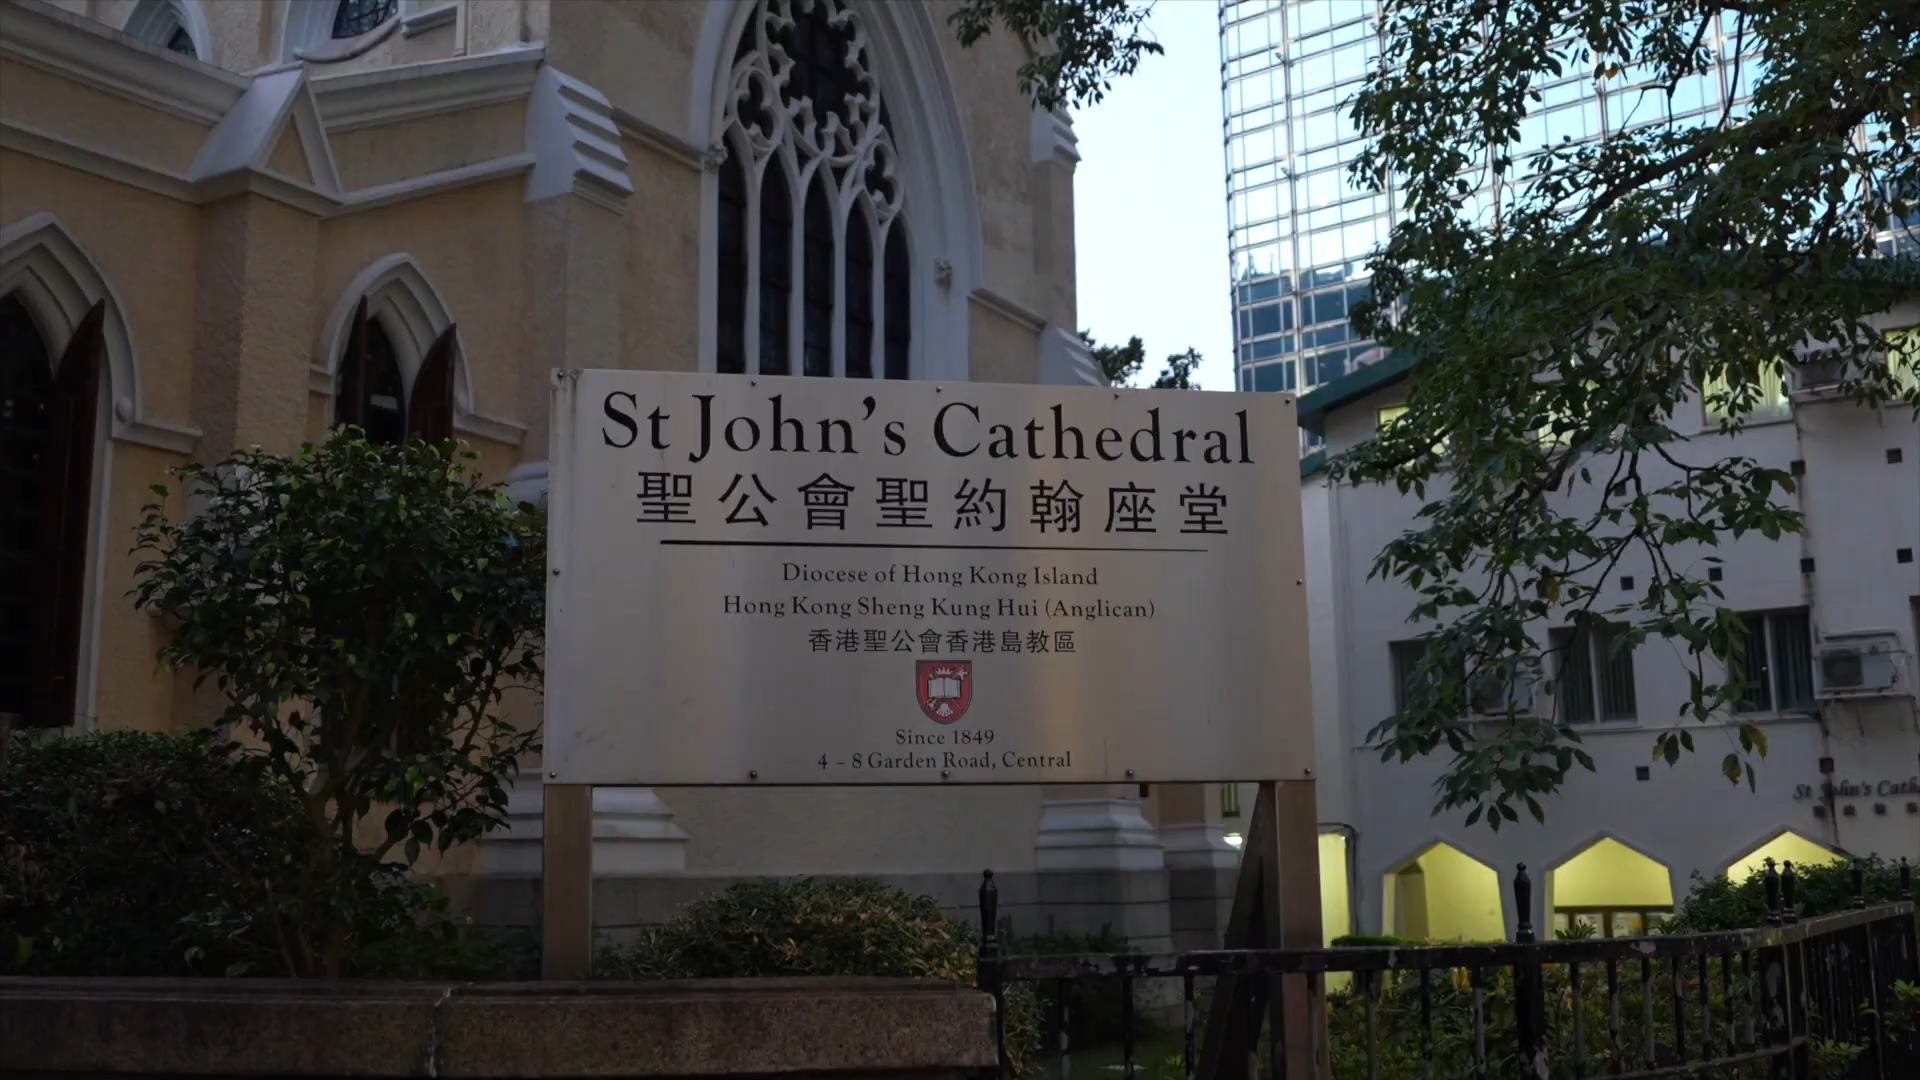 St John's Cathedral
聖公會聖約翰座堂
Diocese of Hong Kong Island
Hong Kong Sheng Kung Hui (Anglican)
香港聖公會香港島教區
Since 1849
4 – 8 Garden Road, Central
St John's